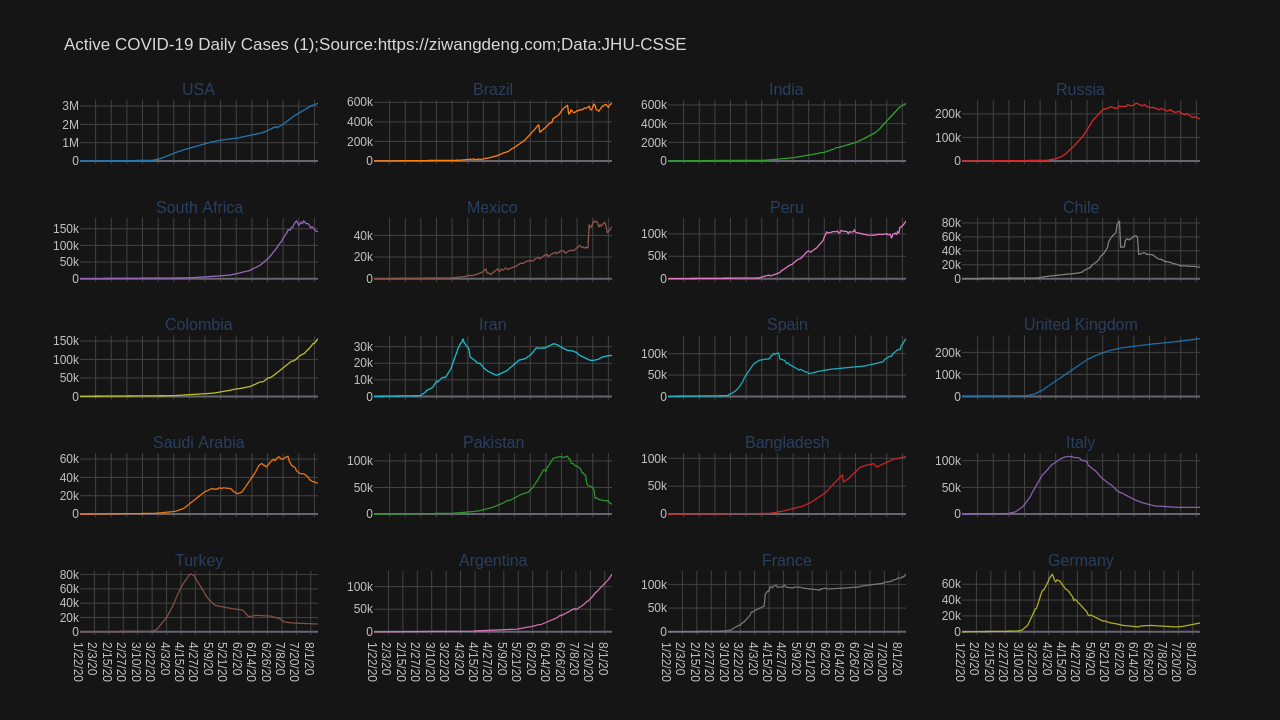 Active COVID-19 Daily Cases (1);Source:https://ziwangdeng.com;Data:JHU-CSSE
USA
3M
2M
1M
0
Brazil
600k
400k
200k
0
India
600k
400k
200k
0
Russia
200k
100k
0
South Africa
150k
100k
50k
0
Mexico
40k
20k
0
Peru
100k
50k
0
Chile
80k
60k
40k
20k
0
Colombia
150k
100k
50k
0
Iran
30k
20k
10k
0
Spain
100k
50k
0
United Kingdom
200k
100k
0
Saudi Arabia
60k
40k
20k
0
Pakistan
100k
50k
0
Bangladesh
100k
50k
0
Italy
100k
50k
0
Turkey
80k
60k
40k
20k
0
1/22/20
2/3/20
2/15/20
2/27/20
3/10/20
3/22/20
4/3/20
4/15/20
4/27/20
5/9/20
5/21/20
6/2/20
6/14/20
6/26/20
7/8/20
7/20/20
8/1/20
Argentina
100k
50k
0
1/22/20
2/3/20
2/15/20
2/27/20
3/10/20
3/22/20
4/3/20
4/15/20
4/27/20
5/9/20
5/21/20
6/2/20
6/14/20
6/26/20
7/8/20
7/20/20
8/1/20
France
100k
50k
0
1/22/20
2/3/20
2/15/20
2/27/20
3/10/20
3/22/20
4/3/20
4/15/20
4/27/20
5/9/20
5/21/20
6/2/20
6/14/20
6/26/20
7/8/20
7/20/20
8/1/20
Germany
60k
40k
20k
0
1/22/20
2/3/20
2/15/20
2/27/20
3/10/20
3/22/20
4/3/20
4/15/20
4/27/20
5/9/20
5/21/20
6/2/20
6/14/20
6/26/20
7/8/20
7/20/20
8/1/20